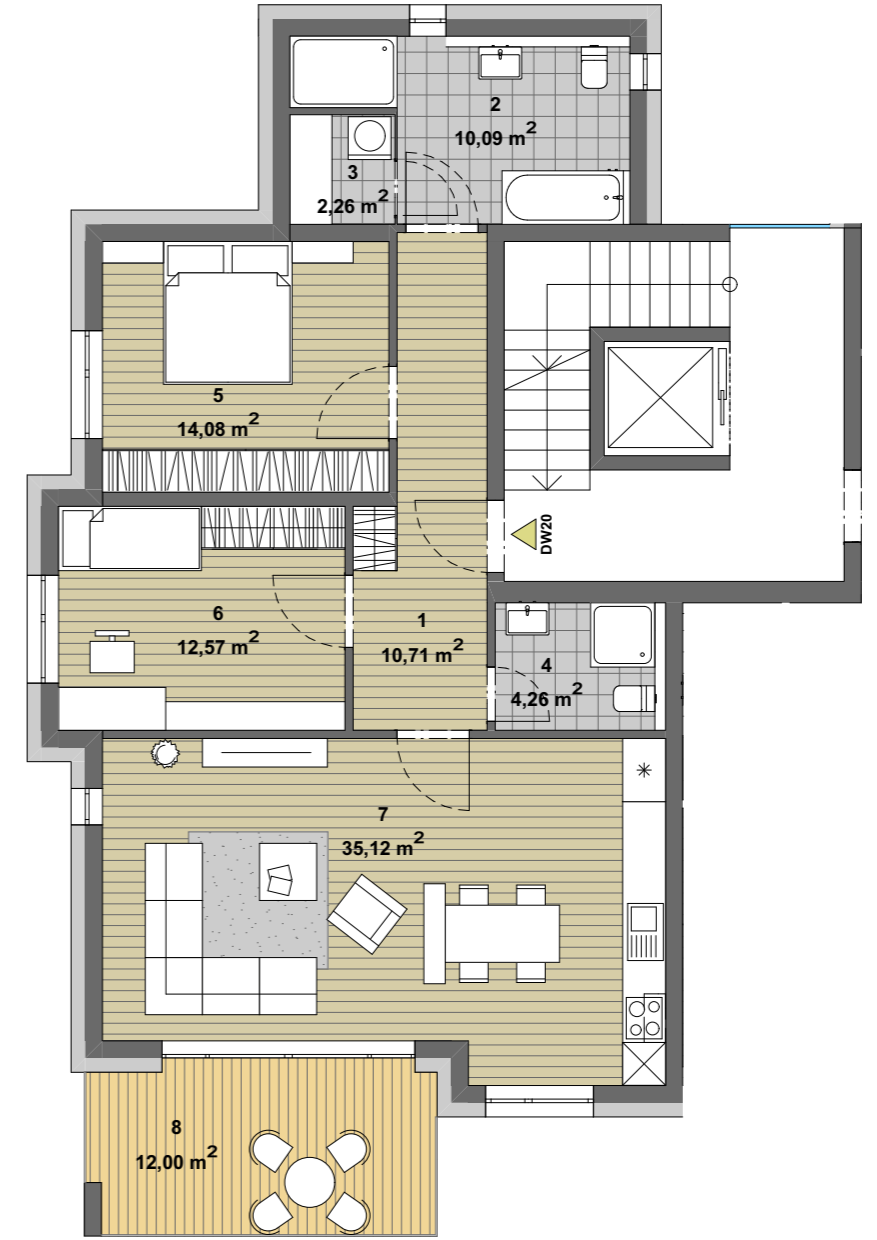 2
10,09 m²
3
2,26 m²
5
14,08 m²
DW20
6
12,57 m²
1
10,71 m²
4
4,26 m²
7
35,12 m²
8
12,00 m²